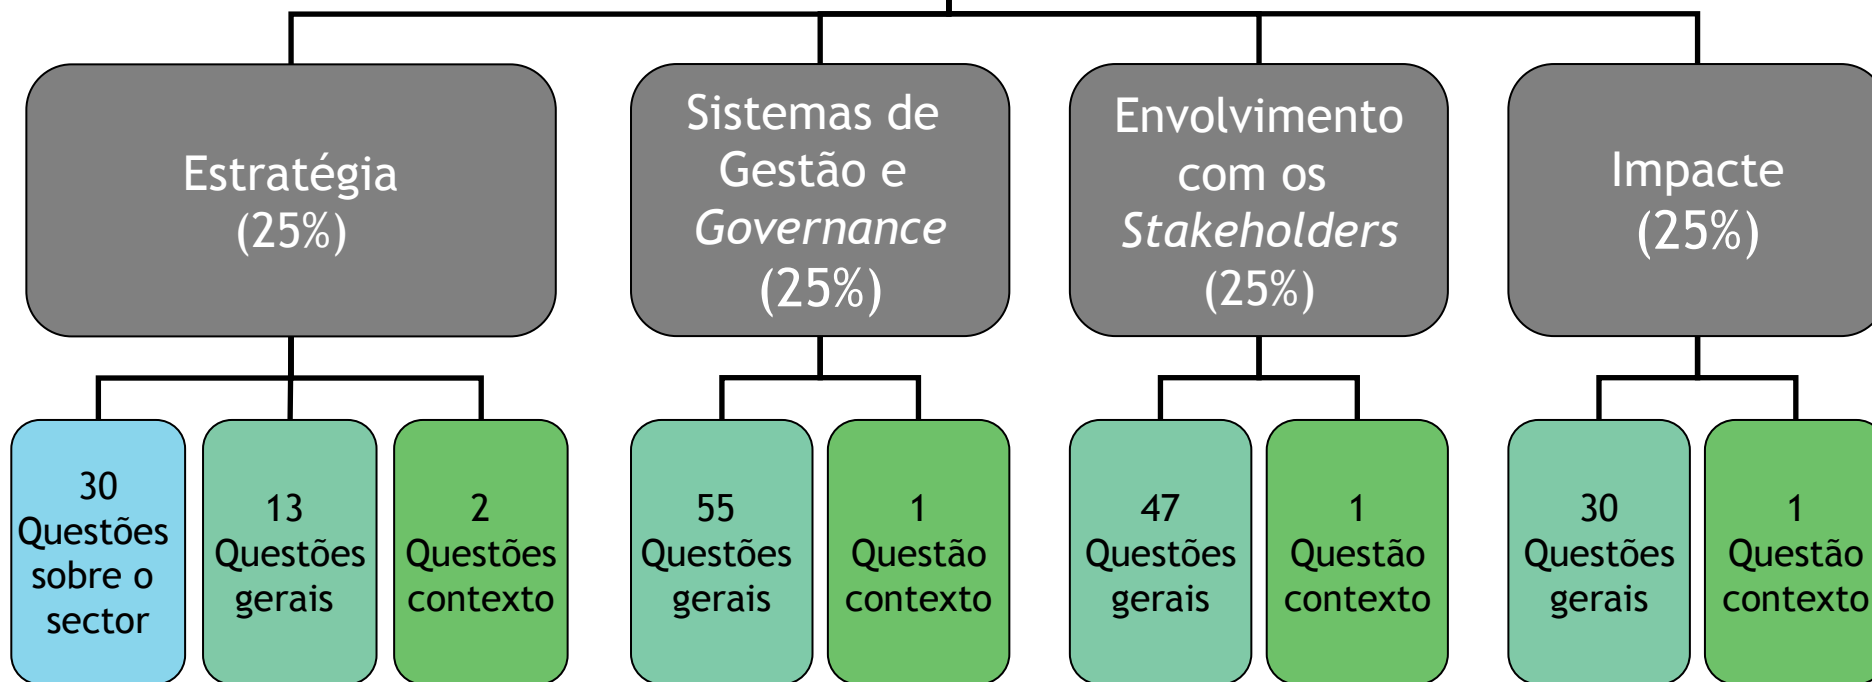 Estratégia
(25%)
Sistemas de
Gestão e
Governance
(25%)
Envolvimento
com os
Stakeholders
(25%)
Impacte
(25%)
30
Questões
sobre o
sector
13
Questões
gerais
2
Questões
contexto
55
Questões
gerais
1
Questão
contexto
47
Questões
gerais
1
Questão
contexto
30
Questões
gerais
1
Questão
contexto